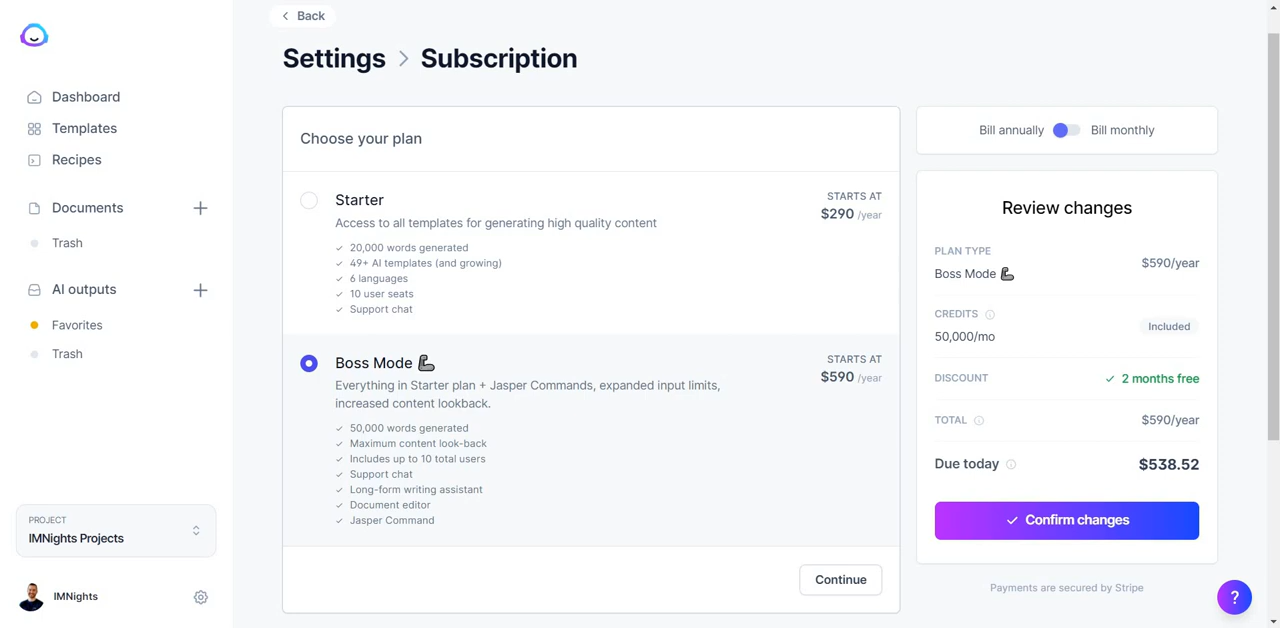 Back
Settings > Subscription
Dashboard
Templates
Recipes
Documents
Trash
AI outputs
Favorites
Trash
PROJECT
IMNights Projects
IMNights
Choose your plan
Starter
STARTS AT
$290 /year
Access to all templates for generating high quality content
20,000 words generated
49+ AI templates (and growing)
6 languages
10 user seats
Support chat
Boss Mode 🦾
STARTS AT
$590 /year
Everything in Starter plan + Jasper Commands, expanded input limits,
increased content lookback.
50,000 words generated
Maximum content look-back
Includes up to 10 total users
Support chat
Long-form writing assistant
Document editor
Jasper Command
Continue
Bill annually Bill monthly
Review changes
PLAN TYPE
Boss Mode 🦾
$590/year
CREDITS
50,000/mo
Included
DISCOUNT ✓ 2 months free
TOTAL $590/year
Due today $538.52
✓ Confirm changes
Payments are secured by Stripe
?